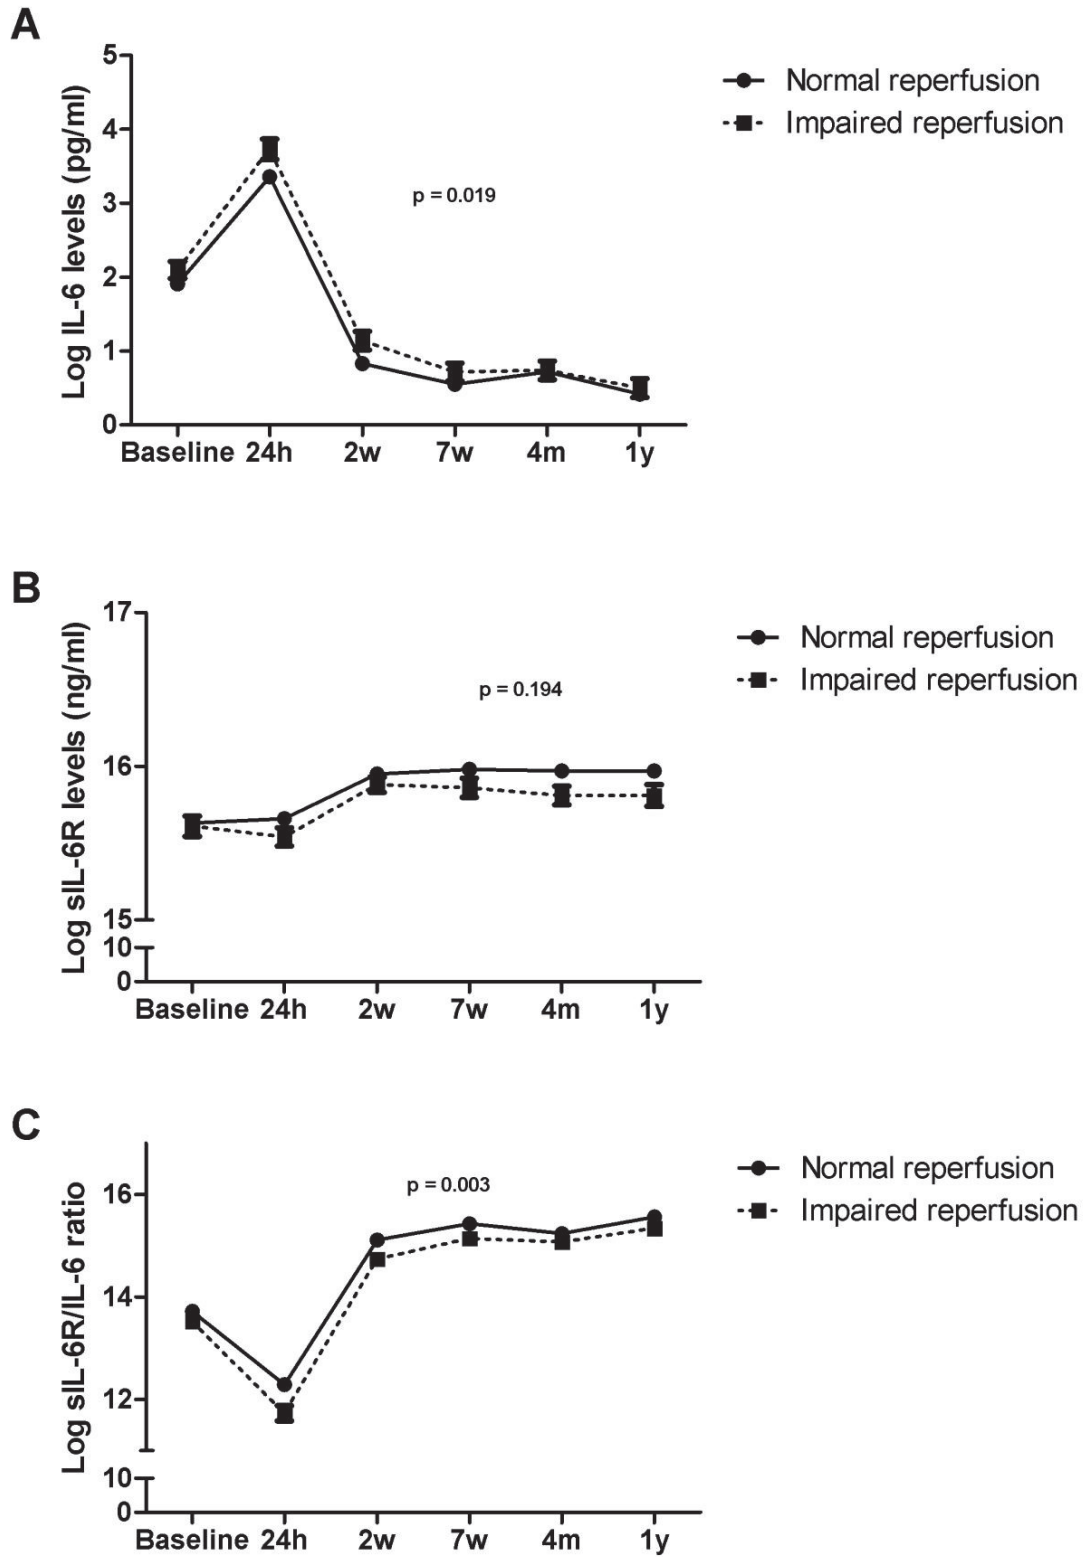 A
Log IL-6 levels (pg/ml)
5
4
3
2
1
0
p = 0.019
Normal reperfusion
Impaired reperfusion
Baseline 24h 2w 7w 4m 1y
B
Log sIL-6R levels (ng/ml)
17
16
15
10
0
p = 0.194
Normal reperfusion
Impaired reperfusion
Baseline 24h 2w 7w 4m 1y
C
Log sIL-6R/IL-6 ratio
16
14
12
10
0
p = 0.003
Normal reperfusion
Impaired reperfusion
Baseline 24h 2w 7w 4m 1y